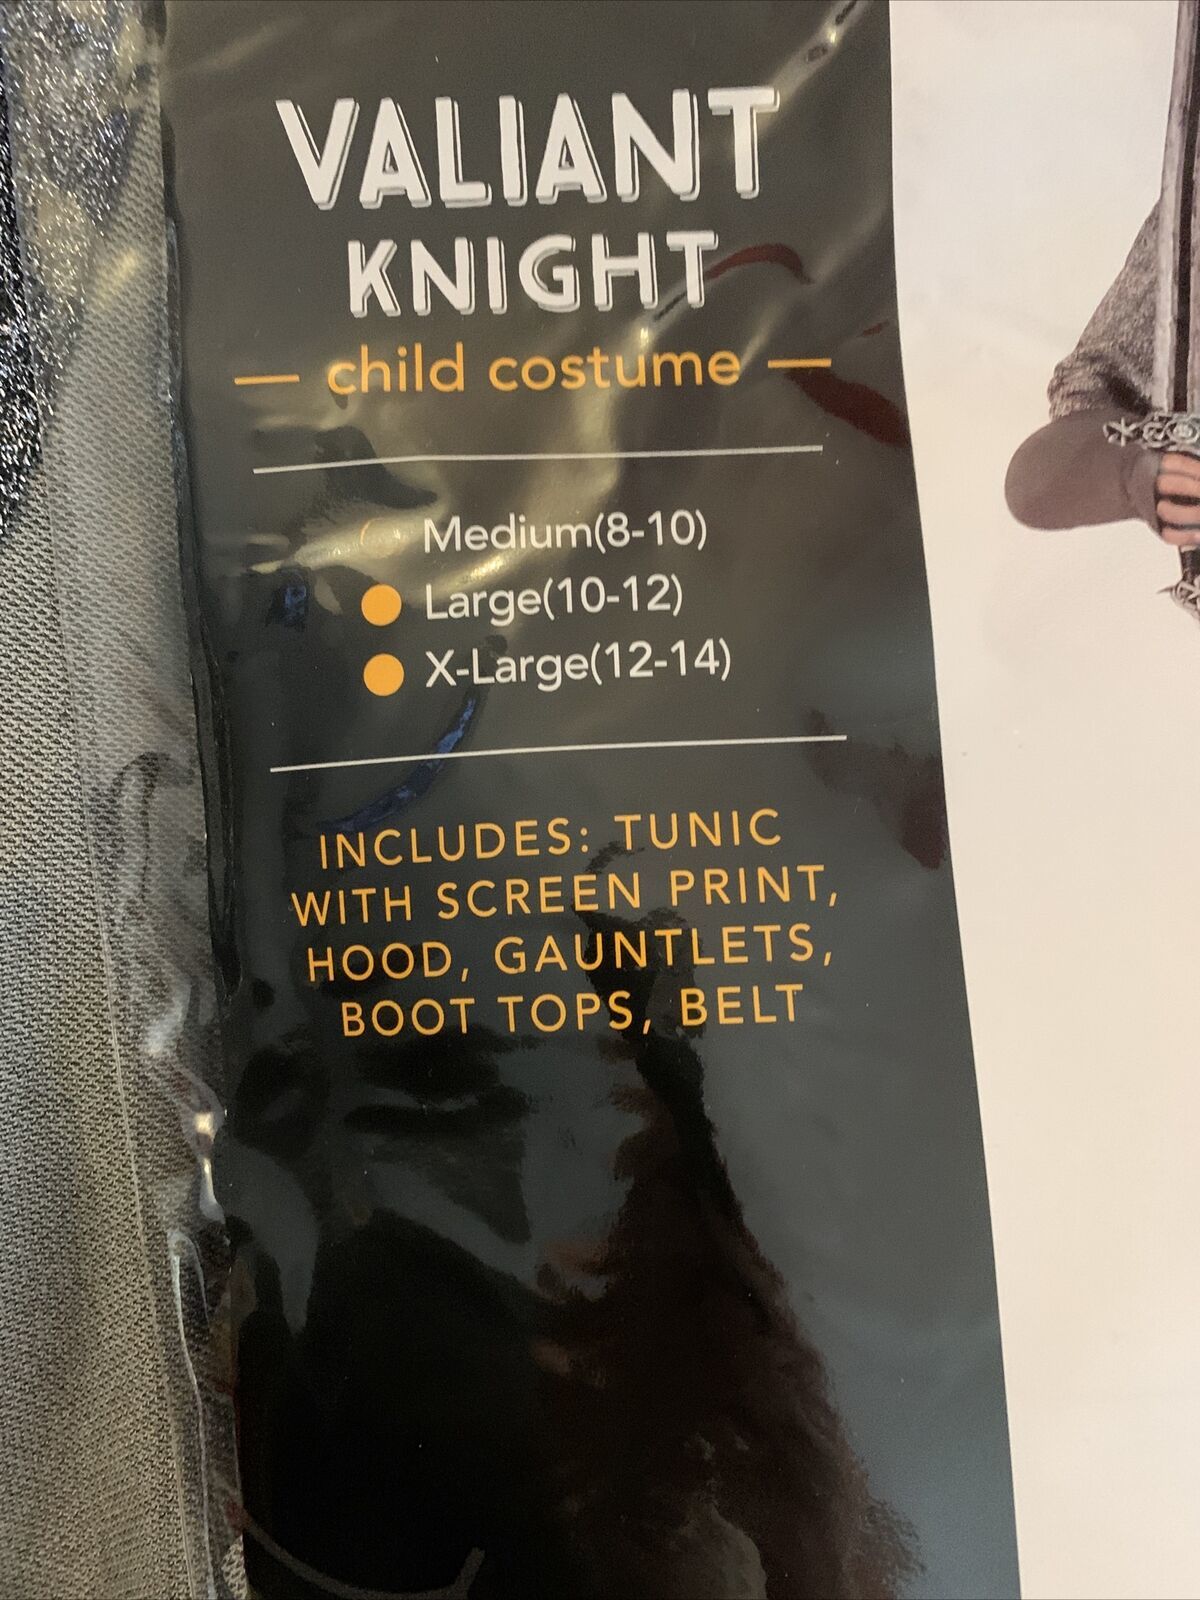 VALIANT
KNIGHT
— child costume —
Medium(8-10)
Large(10-12)
X-Large(12-14)
INCLUDES: TUNIC
WITH SCREEN PRINT,
HOOD, GAUNTLETS,
BOOT TOPS, BELT